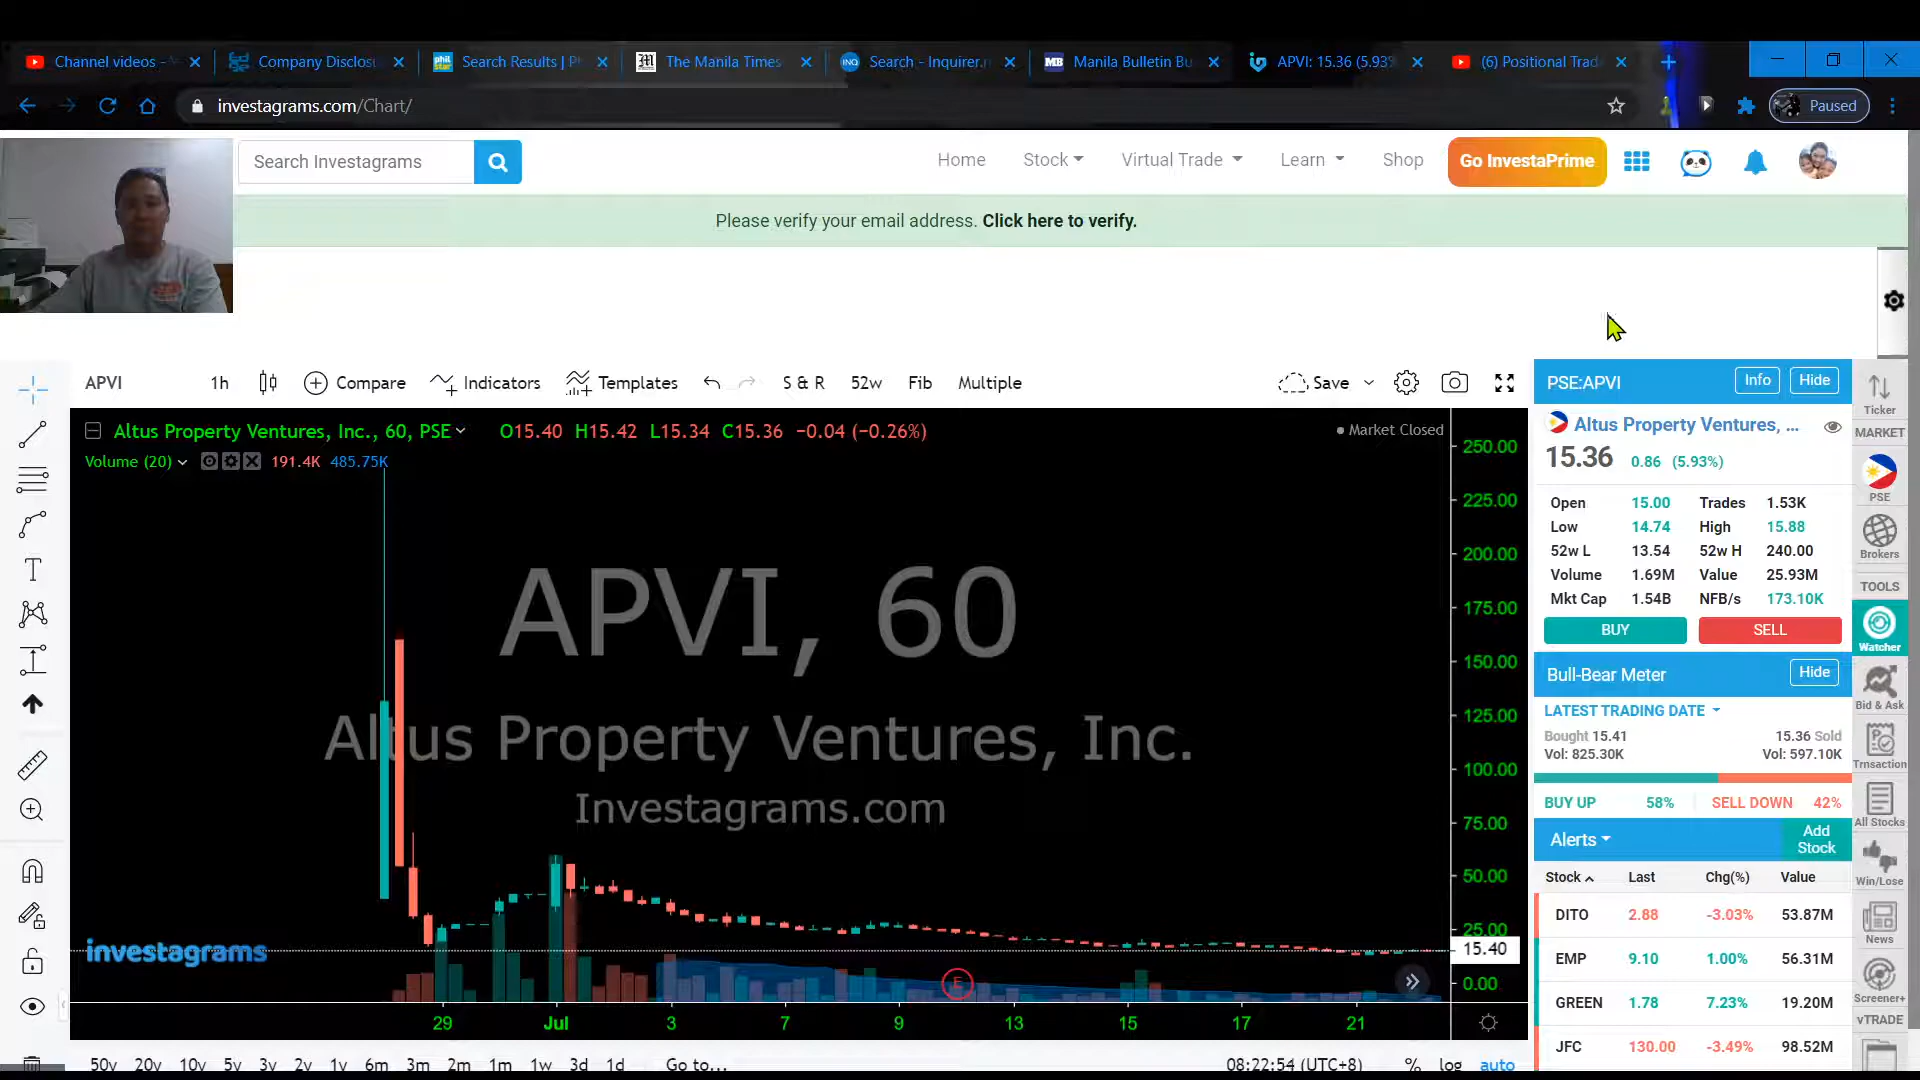 Channel videos -
Company Disclosu
Search Results | P
The Manila Times
Search - Inquirer.n
Manila Bulletin Bu
APVI: 15.36 (5.93%
(6) Positional Trad
investagrams.com/Chart/
Paused
Search Investagrams
Home
Stock
Virtual Trade
Learn
Shop
Go InvestaPrime
Please verify your email address. Click here to verify.
APVI
1h
Compare
Indicators
Templates
S & R
52w
Fib
Multiple
Save
Altus Property Ventures, Inc., 60, PSE
O15.40 H15.42 L15.34 C15.36 −0.04 (−0.26%)
Market Closed
Volume (20)
191.4K 485.75K
APVI, 60
Altus Property Ventures, Inc.
Investagrams.com
investagrams
E
250.00
225.00
200.00
175.00
150.00
125.00
100.00
75.00
50.00
25.00
15.40
0.00
29 Jul 3 7 9 13 15 17 21
50y 20y 10y 5y 3y 2y 1y 6m 3m 2m 1m 1w 3d 1d Go to...
08:22:54 (UTC+8) % log auto
PSE:APVI Info Hide
Altus Property Ventures, ...
15.36 0.86 (5.93%)
Open 15.00 Trades 1.53K
Low 14.74 High 15.88
52w L 13.54 52w H 240.00
Volume 1.69M Value 25.93M
Mkt Cap 1.54B NFB/s 173.10K
BUY SELL
Bull-Bear Meter Hide
LATEST TRADING DATE
Bought 15.41 15.36 Sold
Vol: 825.30K Vol: 597.10K
BUY UP 58% SELL DOWN 42%
Alerts Add Stock
Stock Last Chg(%) Value
DITO 2.88 -3.03% 53.87M
EMP 9.10 1.00% 56.31M
GREEN 1.78 7.23% 19.20M
JFC 130.00 -3.49% 98.52M
Ticker
MARKET
PSE
Brokers
TOOLS
Watcher
Bid & Ask
Trnsaction
All Stocks
Win/Lose
News
Screener+
vTRADE